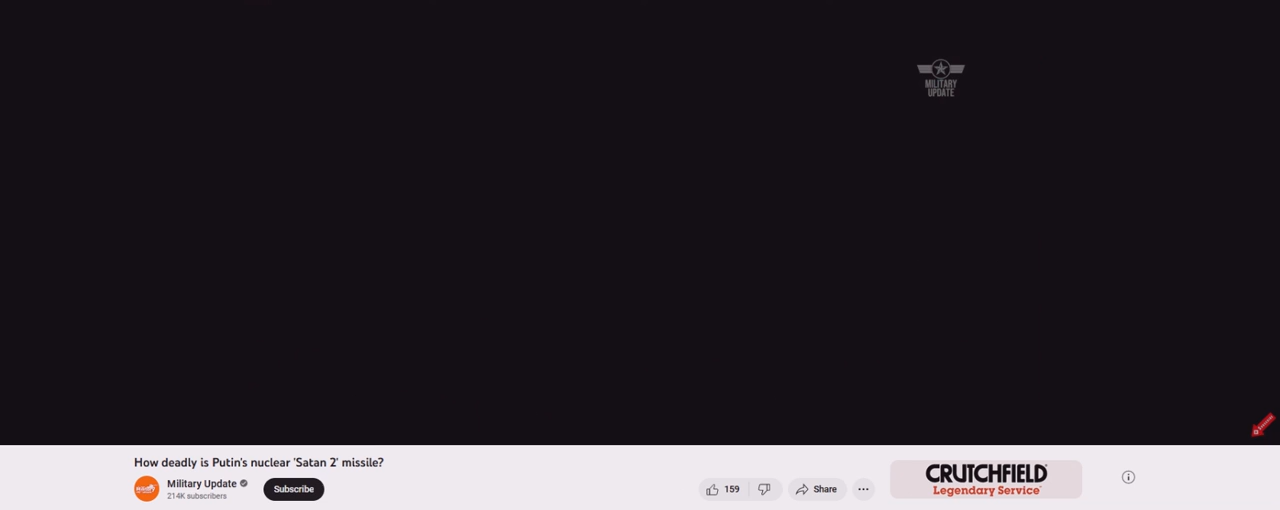 MILITARY
UPDATE
How deadly is Putin's nuclear 'Satan 2' missile?
Military Update
214K subscribers
Subscribe
159
Share
CRUTCHFIELD
Legendary Service